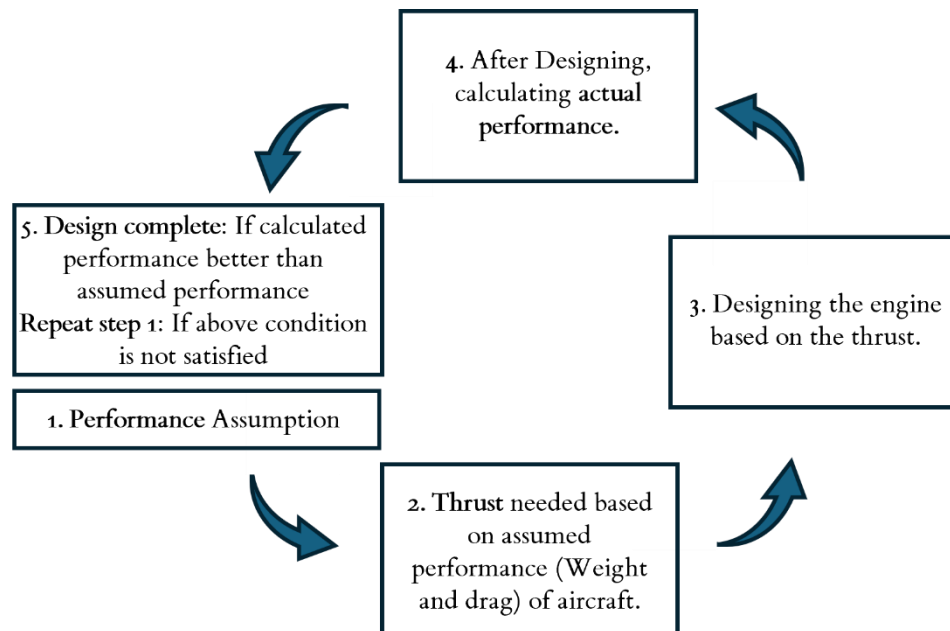 4. After Designing,
calculating actual
performance.
5. Design complete: If calculated
performance better than
assumed performance
Repeat step 1: If above condition
is not satisfied
3. Designing the engine
based on the thrust.
1. Performance Assumption
2. Thrust needed based
on assumed
performance (Weight
and drag) of aircraft.